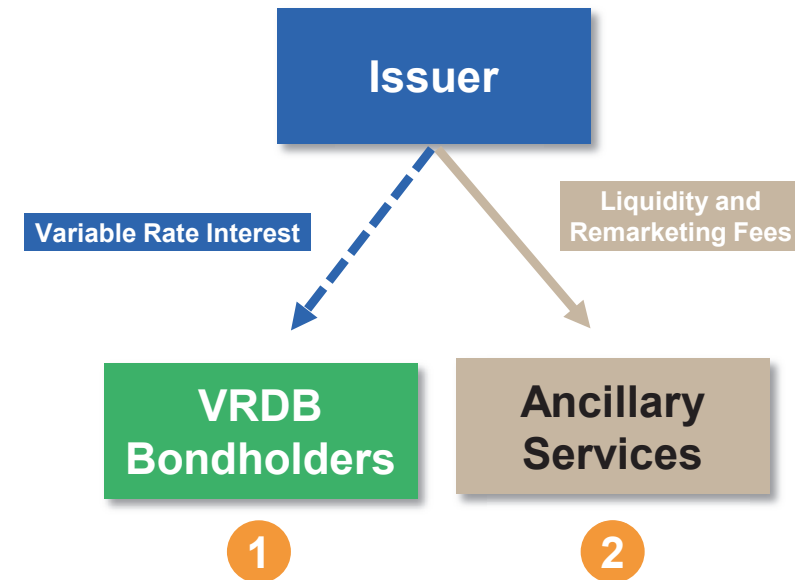 Issuer
Variable Rate Interest
Liquidity and
Remarketing Fees
VRDB
Bondholders
Ancillary
Services
1
2